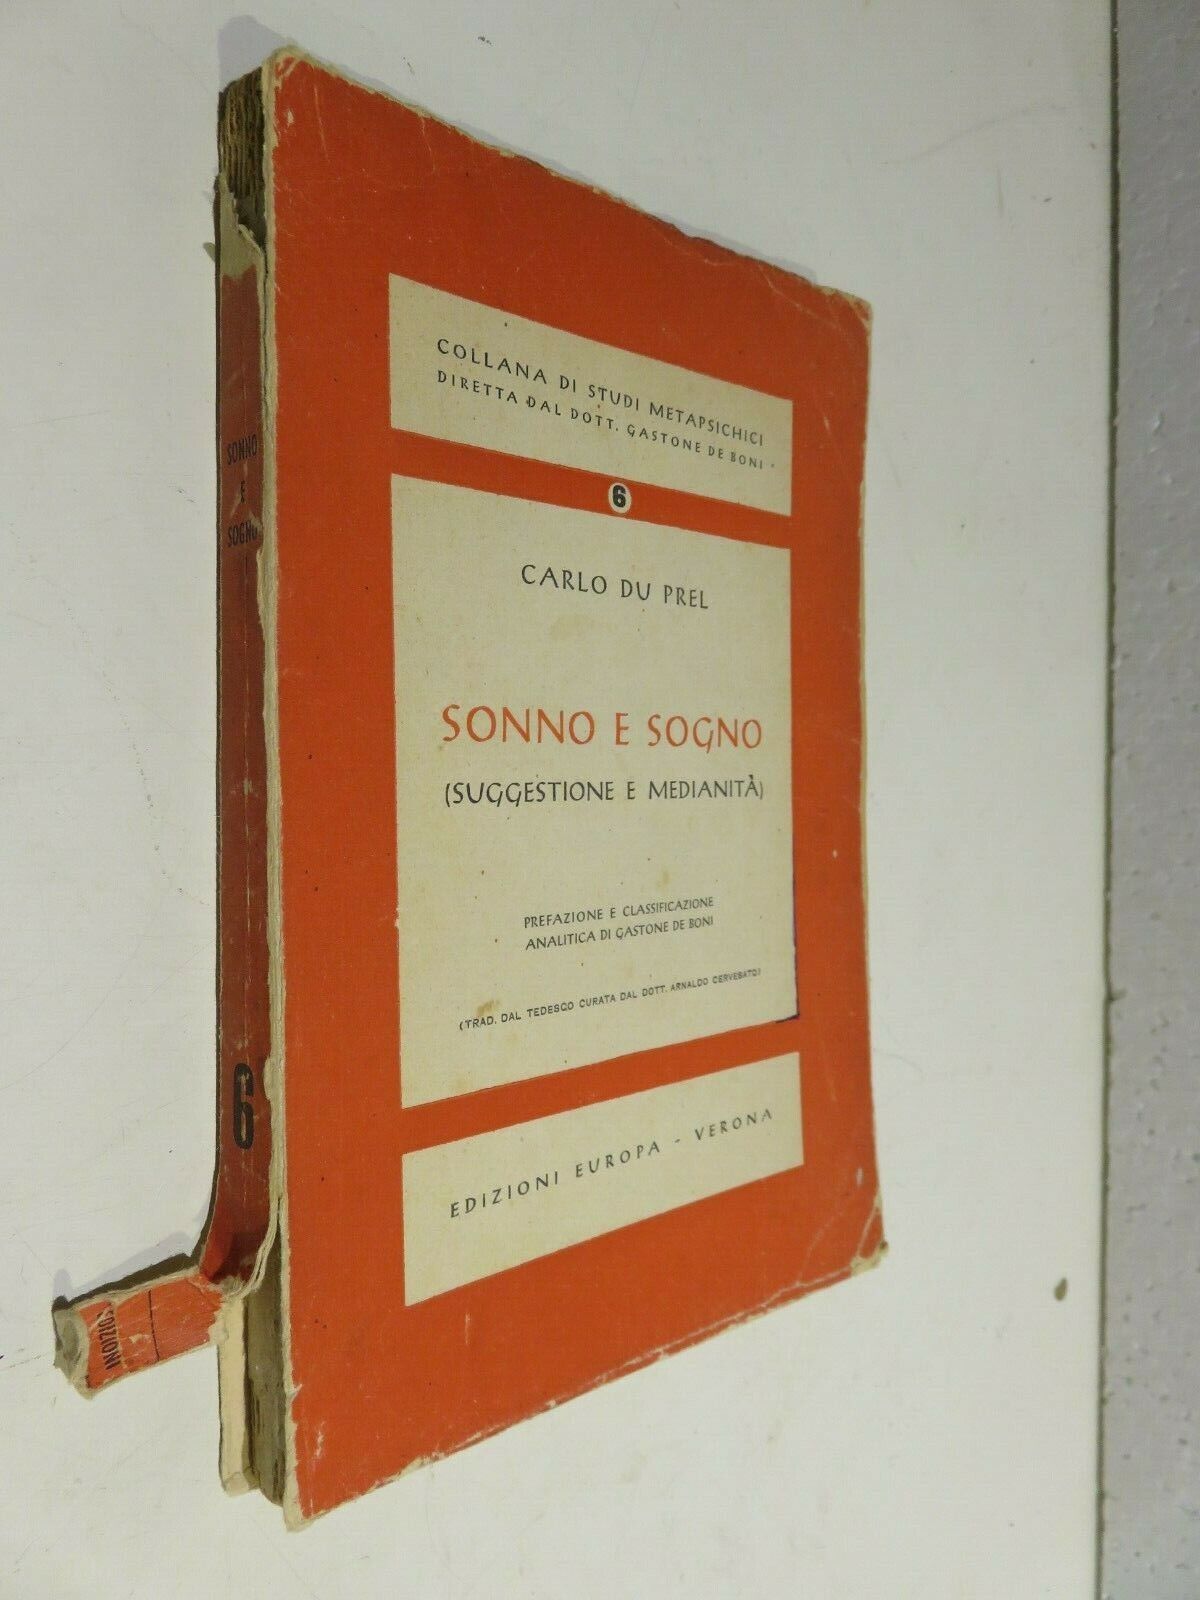 COLLANA DI STUDI METAPSICHICI
DIRETTA DAL DOTT. GASTONE DE BONI
6
CARLO DU PREL
SONNO E SOGNO
(SUGGESTIONE E MEDIANITÀ)
PREFAZIONE E CLASSIFICAZIONE
ANALITICA DI GASTONE DE BONI
(TRAD. DAL TEDESCO CURATA DAL DOTT. ARNALDO CERVESATO)
EDIZIONI EUROPA - VERONA
SONNO
E
SOGNO
6